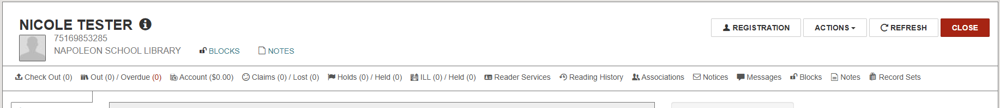 NICOLE TESTER
75169853285
NAPOLEON SCHOOL LIBRARY BLOCKS NOTES
REGISTRATION ACTIONS REFRESH CLOSE
Check Out (0) Out (0) / Overdue (0) Account ($0.00) Claims (0) / Lost (0) Holds (0) / Held (0) ILL (0) / Held (0) Reader Services Reading History Associations Notices Messages Blocks Notes Record Sets